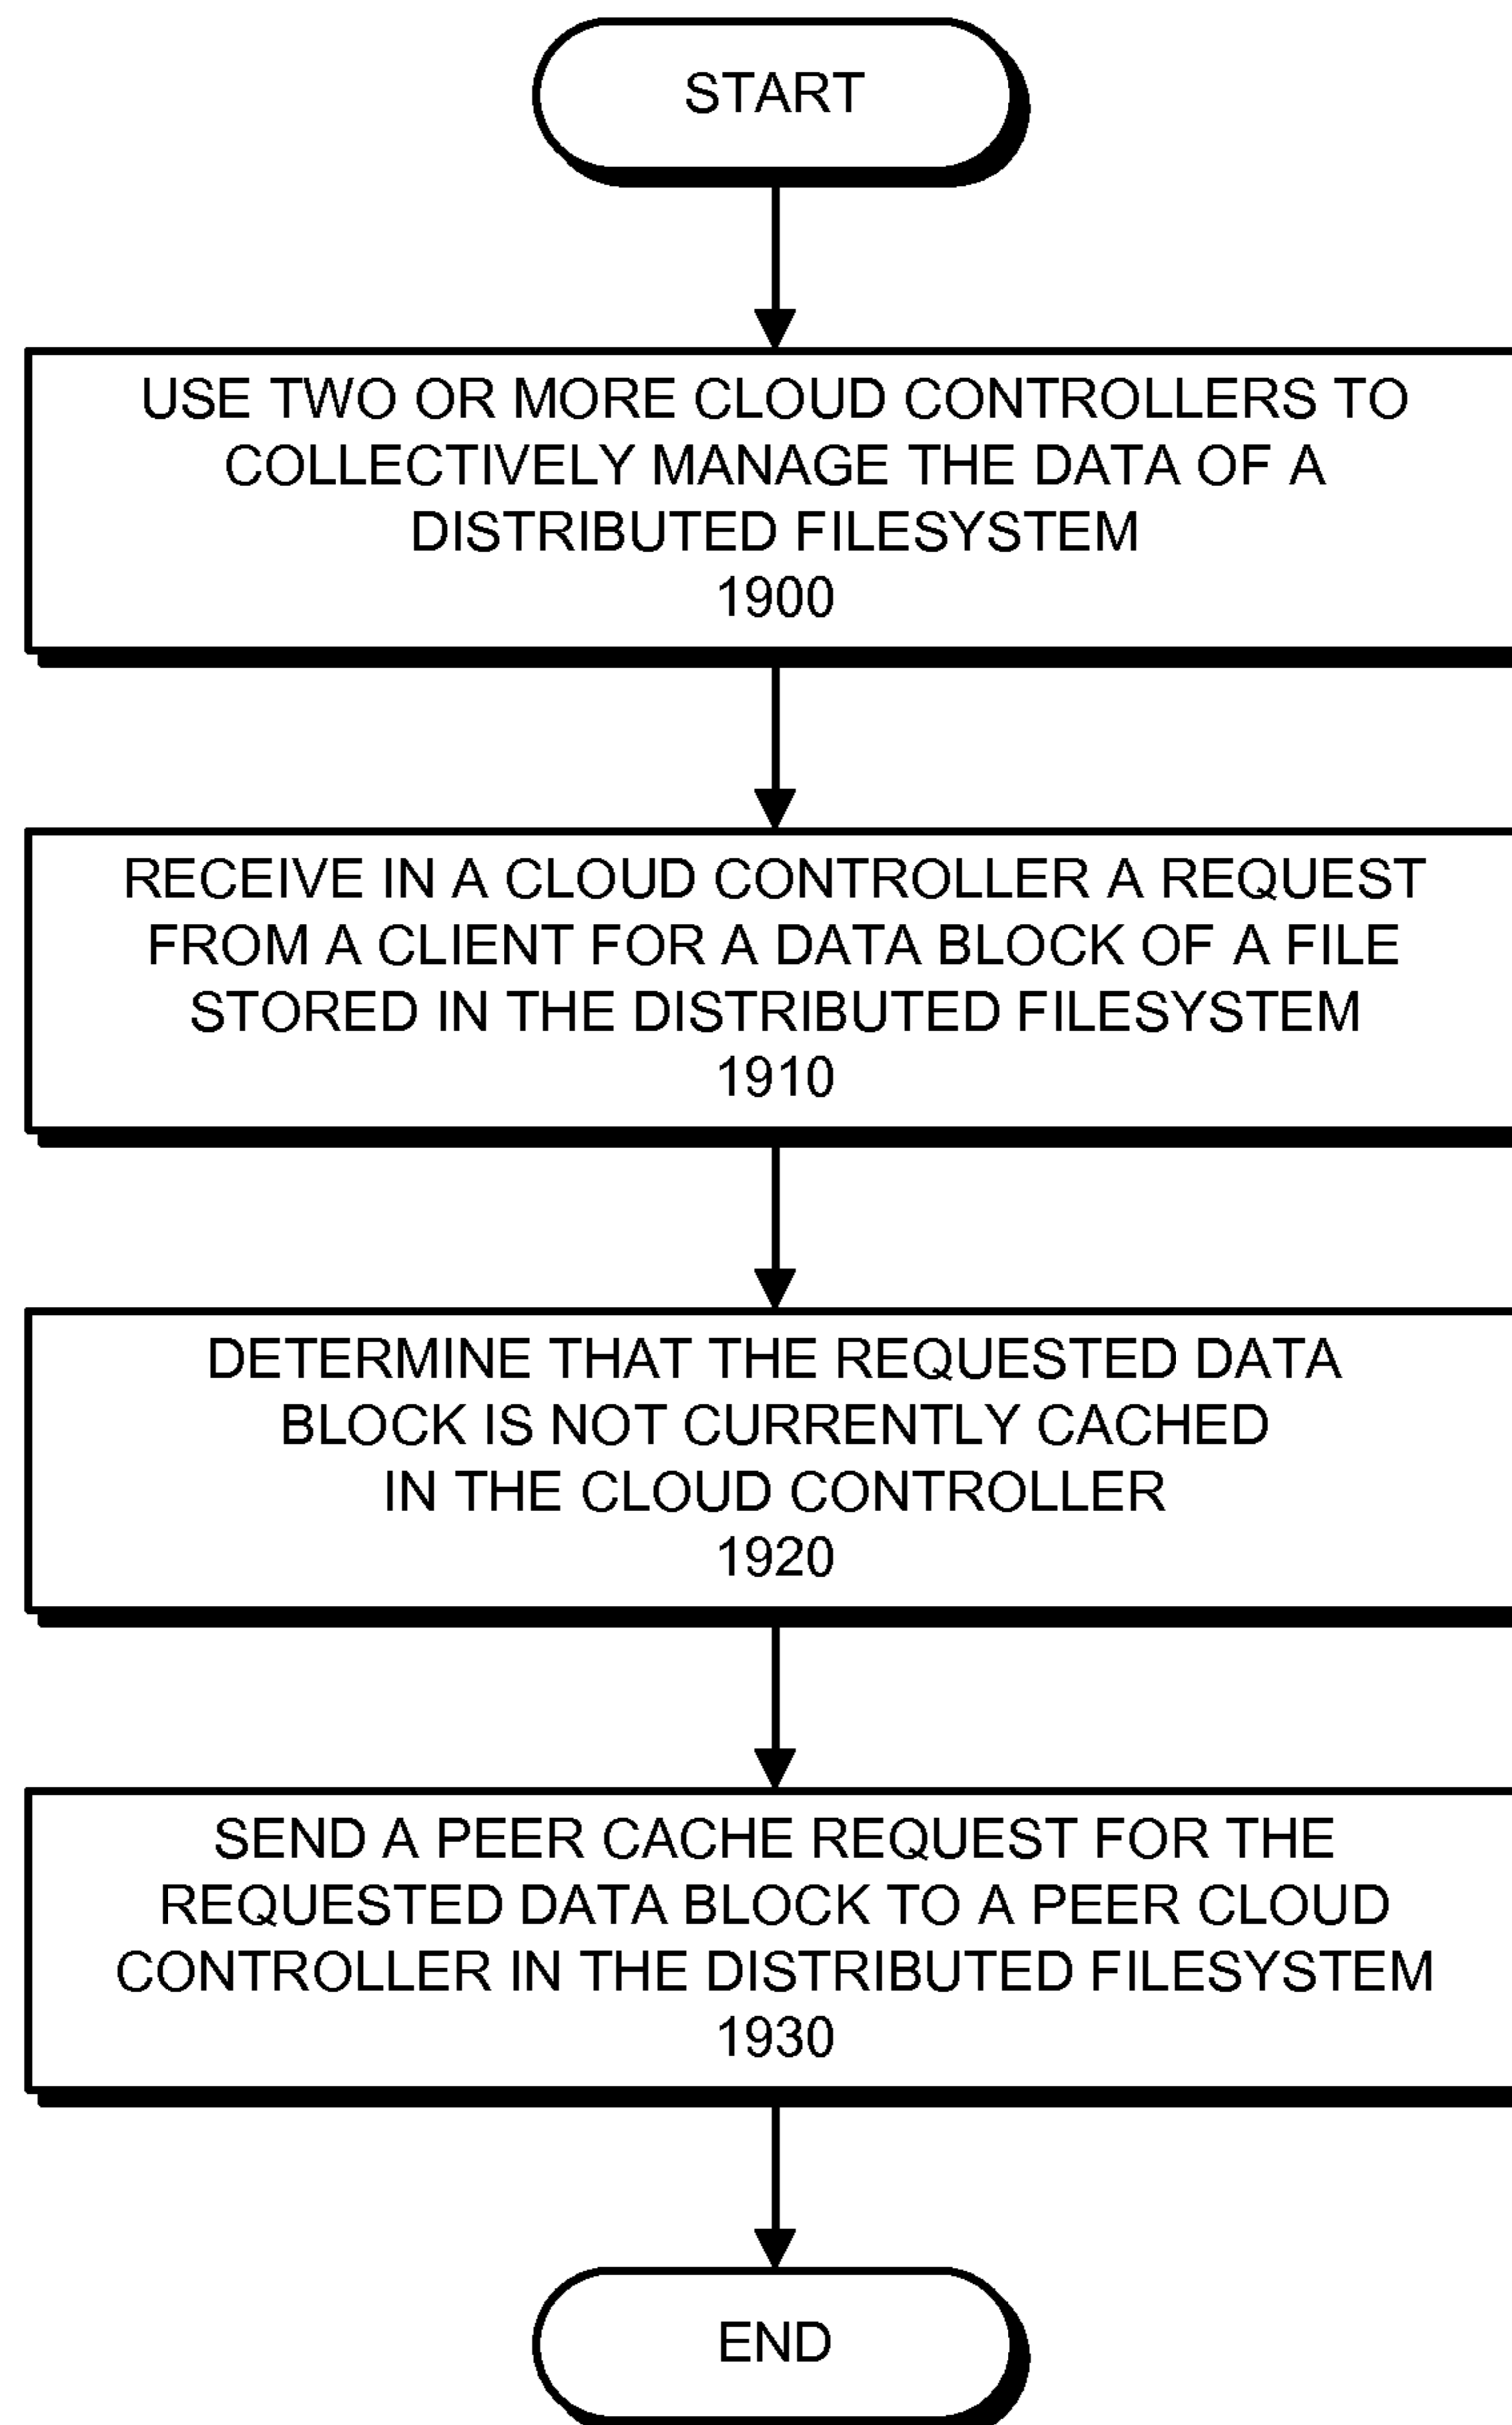 START
USE TWO OR MORE CLOUD CONTROLLERS TO
COLLECTIVELY MANAGE THE DATA OF A
DISTRIBUTED FILESYSTEM
1900
RECEIVE IN A CLOUD CONTROLLER A REQUEST
FROM A CLIENT FOR A DATA BLOCK OF A FILE
STORED IN THE DISTRIBUTED FILESYSTEM
1910
DETERMINE THAT THE REQUESTED DATA
BLOCK IS NOT CURRENTLY CACHED
IN THE CLOUD CONTROLLER
1920
SEND A PEER CACHE REQUEST FOR THE
REQUESTED DATA BLOCK TO A PEER CLOUD
CONTROLLER IN THE DISTRIBUTED FILESYSTEM
1930
END